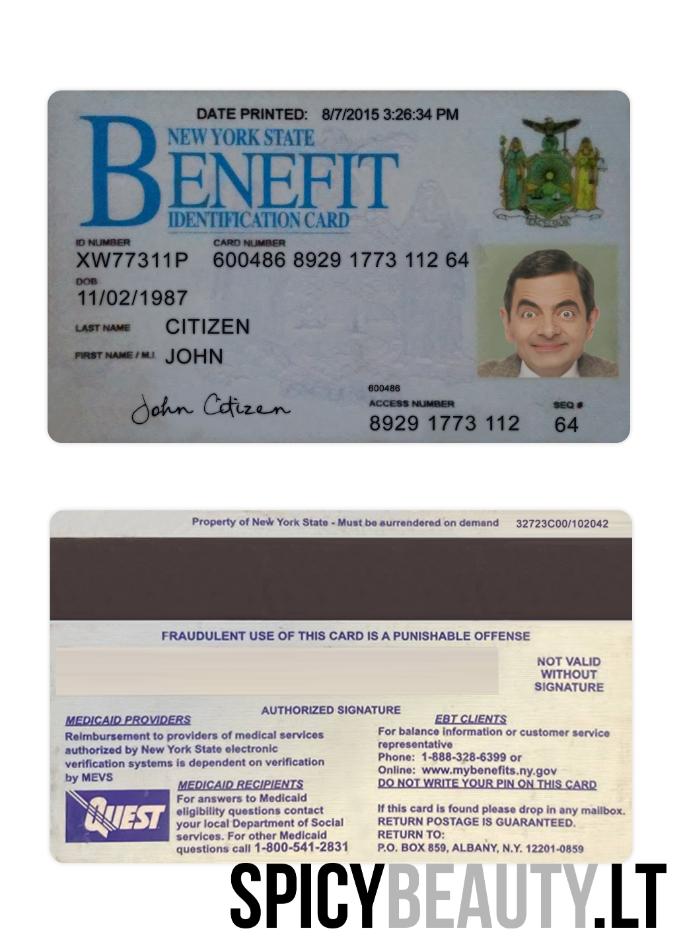 DATE PRINTED: 8/7/2015 3:26:34 PM
NEW YORK STATE
BENEFIT
IDENTIFICATION CARD
ID NUMBER CARD NUMBER
XW77311P 600486 8929 1773 112 64
DOB
11/02/1987
LAST NAME CITIZEN
FIRST NAME / M.I. JOHN
John Citizen
600486
ACCESS NUMBER SEQ #
8929 1773 112 64
EXCELSIOR
Property of New York State - Must be surrendered on demand 32723C00/102042
FRAUDULENT USE OF THIS CARD IS A PUNISHABLE OFFENSE
NOT VALID
WITHOUT
SIGNATURE
AUTHORIZED SIGNATURE
MEDICAID PROVIDERS
Reimbursement to providers of medical services
authorized by New York State electronic
verification systems is dependent on verification
by MEVS
QUEST
MEDICAID RECIPIENTS
For answers to Medicaid
eligibility questions contact
your local Department of Social
services. For other Medicaid
questions call 1-800-541-2831
EBT CLIENTS
For balance information or customer service
representative
Phone: 1-888-328-6399 or
Online: www.mybenefits.ny.gov
DO NOT WRITE YOUR PIN ON THIS CARD
If this card is found please drop in any mailbox.
RETURN POSTAGE IS GUARANTEED.
RETURN TO:
P.O. BOX 859, ALBANY, N.Y. 12201-0859
SPICYBEAUTY.LT